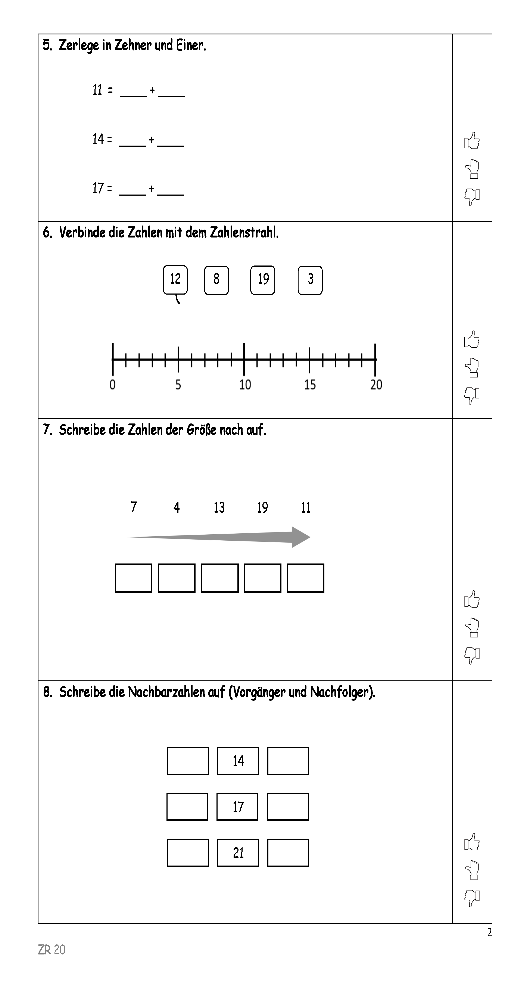 5. Zerlege in Zehner und Einer.
11 = ____ + ____
14 = ____ + ____
17 = ____ + ____
6. Verbinde die Zahlen mit dem Zahlenstrahl.
12 8 19 3
0 5 10 15 20
7. Schreibe die Zahlen der Größe nach auf.
7 4 13 19 11
8. Schreibe die Nachbarzahlen auf (Vorgänger und Nachfolger).
14
17
21
2
ZR 20